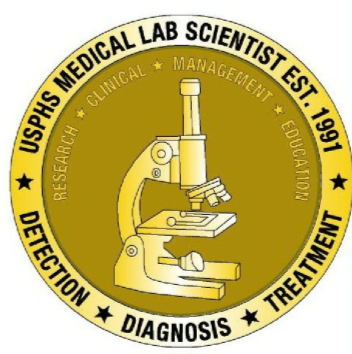 USPHS MEDICAL LAB SCIENTIST EST. 1991
RESEARCH ★ CLINICAL ★ MANAGEMENT ★ EDUCATION
★ DETECTION ★ DIAGNOSIS ★ TREATMENT ★